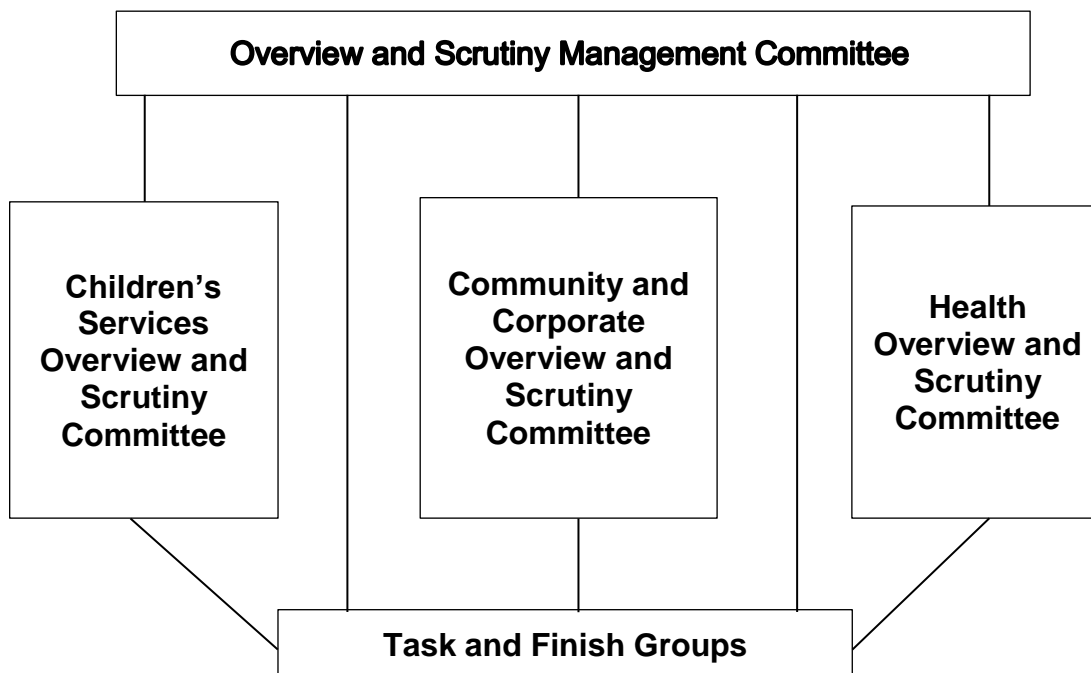 Overview and Scrutiny Management Committee
Children’s
Services
Overview and
Scrutiny
Committee
Community and
Corporate
Overview and
Scrutiny
Committee
Health
Overview and
Scrutiny
Committee
Task and Finish Groups